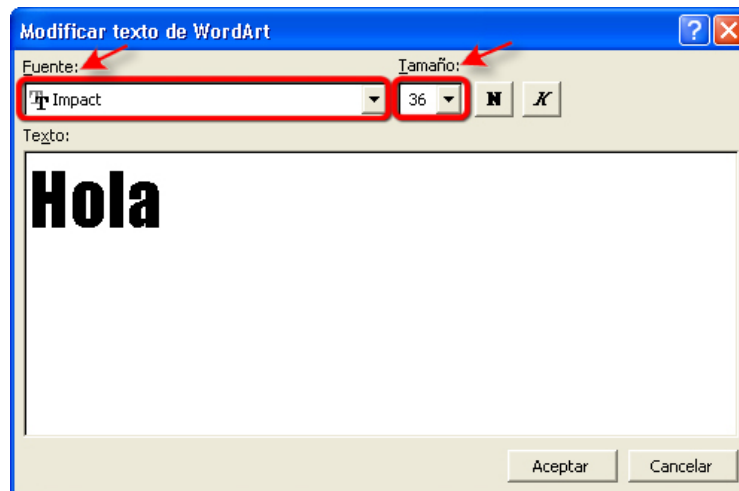 Modificar texto de WordArt
Fuente: Tamaño:
Impact 36 N K
Texto:
Hola
Aceptar Cancelar